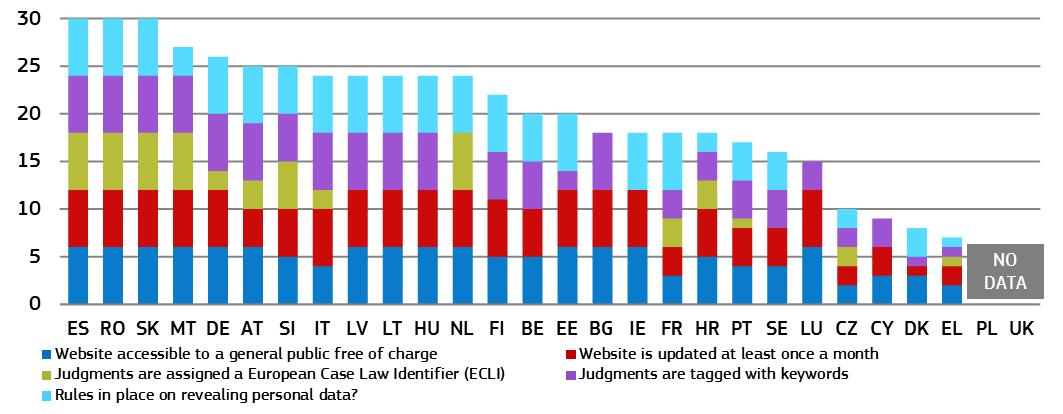 30
25
20
15
10
5
0
NO
DATA
ES RO SK MT DE AT SI IT LV LT HU NL FI BE EE BG IE FR HR PT SE LU CZ CY DK EL PL UK
Website accessible to a general public free of charge
Website is updated at least once a month
Judgments are assigned a European Case Law Identifier (ECLI)
Judgments are tagged with keywords
Rules in place on revealing personal data?